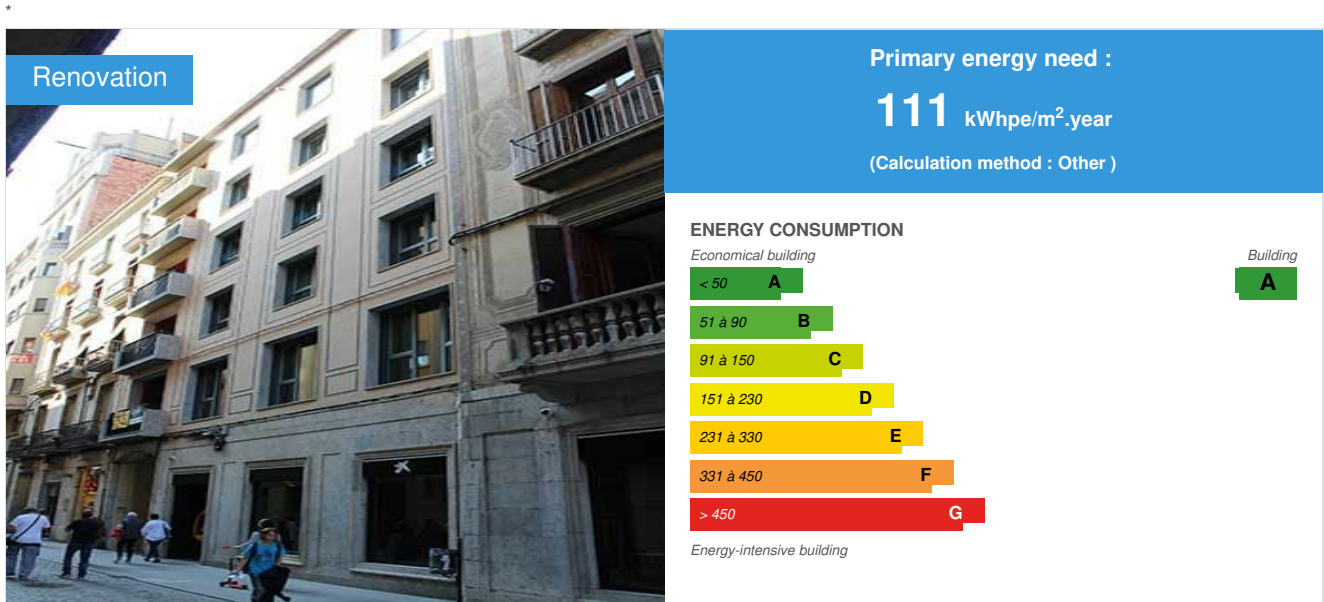 *
Renovation
Primary energy need :
111 kWhpe/m².year
(Calculation method : Other )
ENERGY CONSUMPTION
Economical building
Building
< 50 A
A
51 à 90 B
91 à 150 C
151 à 230 D
231 à 330 E
331 à 450 F
> 450 G
Energy-intensive building